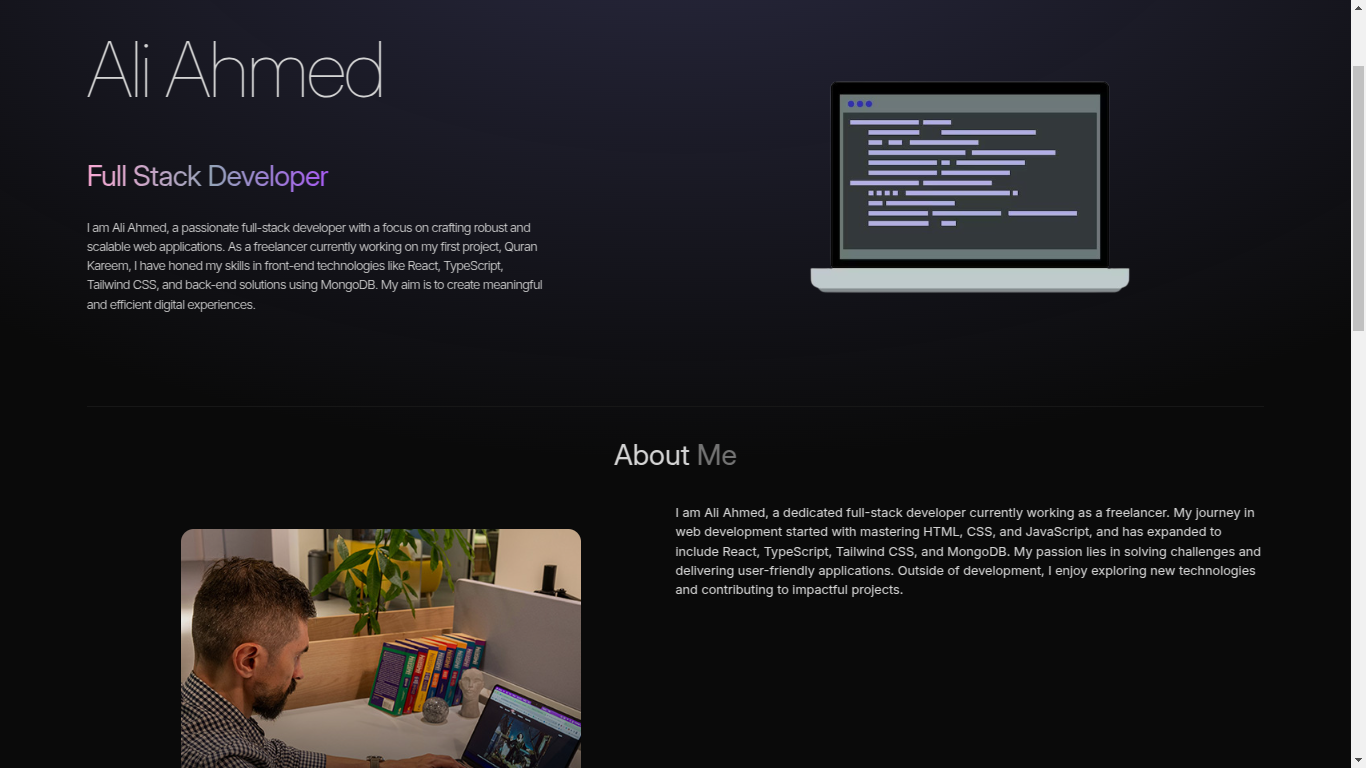 Ali Ahmed
Full Stack Developer
I am Ali Ahmed, a passionate full-stack developer with a focus on crafting robust and
scalable web applications. As a freelancer currently working on my first project, Quran
Kareem, I have honed my skills in front-end technologies like React, TypeScript,
Tailwind CSS, and back-end solutions using MongoDB. My aim is to create meaningful
and efficient digital experiences.
About Me
I am Ali Ahmed, a dedicated full-stack developer currently working as a freelancer. My journey in
web development started with mastering HTML, CSS, and JavaScript, and has expanded to
include React, TypeScript, Tailwind CSS, and MongoDB. My passion lies in solving challenges and
delivering user-friendly applications. Outside of development, I enjoy exploring new technologies
and contributing to impactful projects.